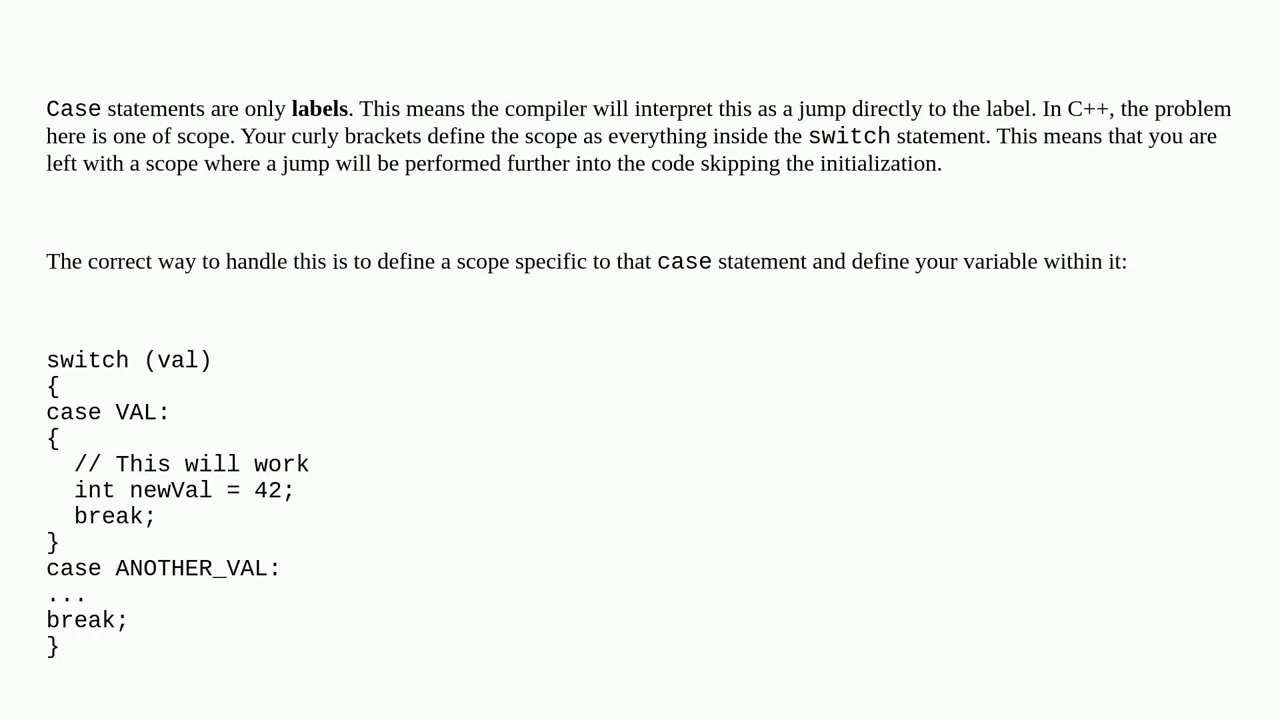 Case statements are only labels. This means the compiler will interpret this as a jump directly to the label. In C++, the problem
here is one of scope. Your curly brackets define the scope as everything inside the switch statement. This means that you are
left with a scope where a jump will be performed further into the code skipping the initialization.
The correct way to handle this is to define a scope specific to that case statement and define your variable within it:
switch (val)
{
case VAL:
{
  // This will work
  int newVal = 42;
  break;
}
case ANOTHER_VAL:
...
break;
}